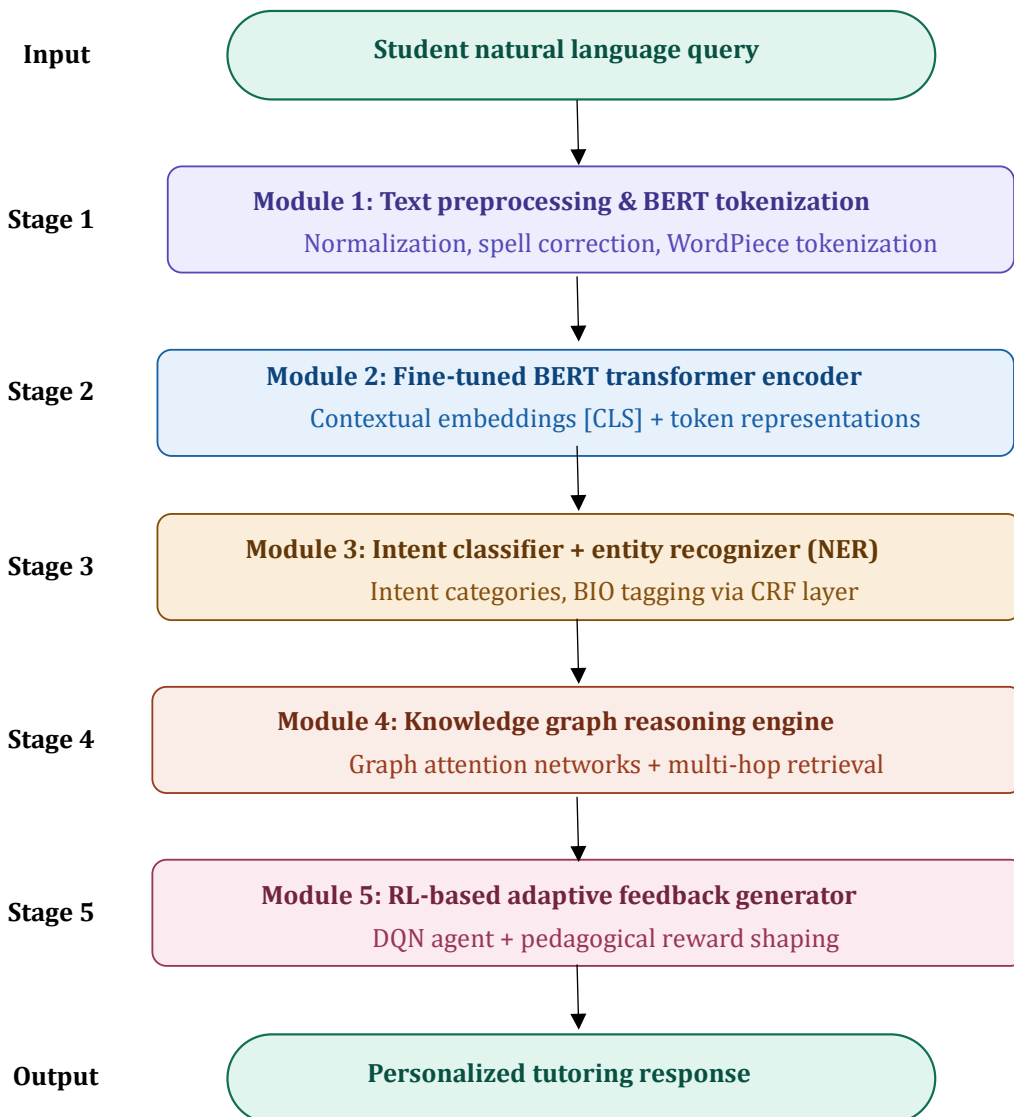 Input
Student natural language query
Stage 1
Module 1: Text preprocessing & BERT tokenization
Normalization, spell correction, WordPiece tokenization
Stage 2
Module 2: Fine-tuned BERT transformer encoder
Contextual embeddings [CLS] + token representations
Stage 3
Module 3: Intent classifier + entity recognizer (NER)
Intent categories, BIO tagging via CRF layer
Stage 4
Module 4: Knowledge graph reasoning engine
Graph attention networks + multi-hop retrieval
Stage 5
Module 5: RL-based adaptive feedback generator
DQN agent + pedagogical reward shaping
Output
Personalized tutoring response